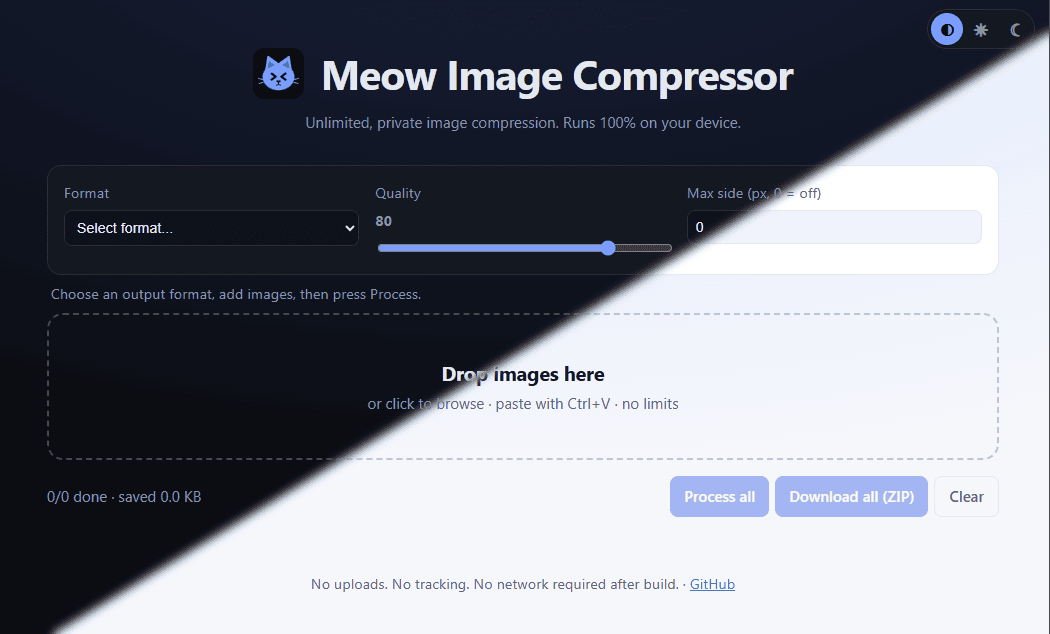 Meow Image Compressor
Unlimited, private image compression. Runs 100% on your device.
Format
Quality
Max side (px, 0 = off)
Select format...
80
0
Choose an output format, add images, then press Process.
Drop images here
or click to browse · paste with Ctrl+V · no limits
0/0 done · saved 0.0 KB
Process all
Download all (ZIP)
Clear
No uploads. No tracking. No network required after build. · GitHub